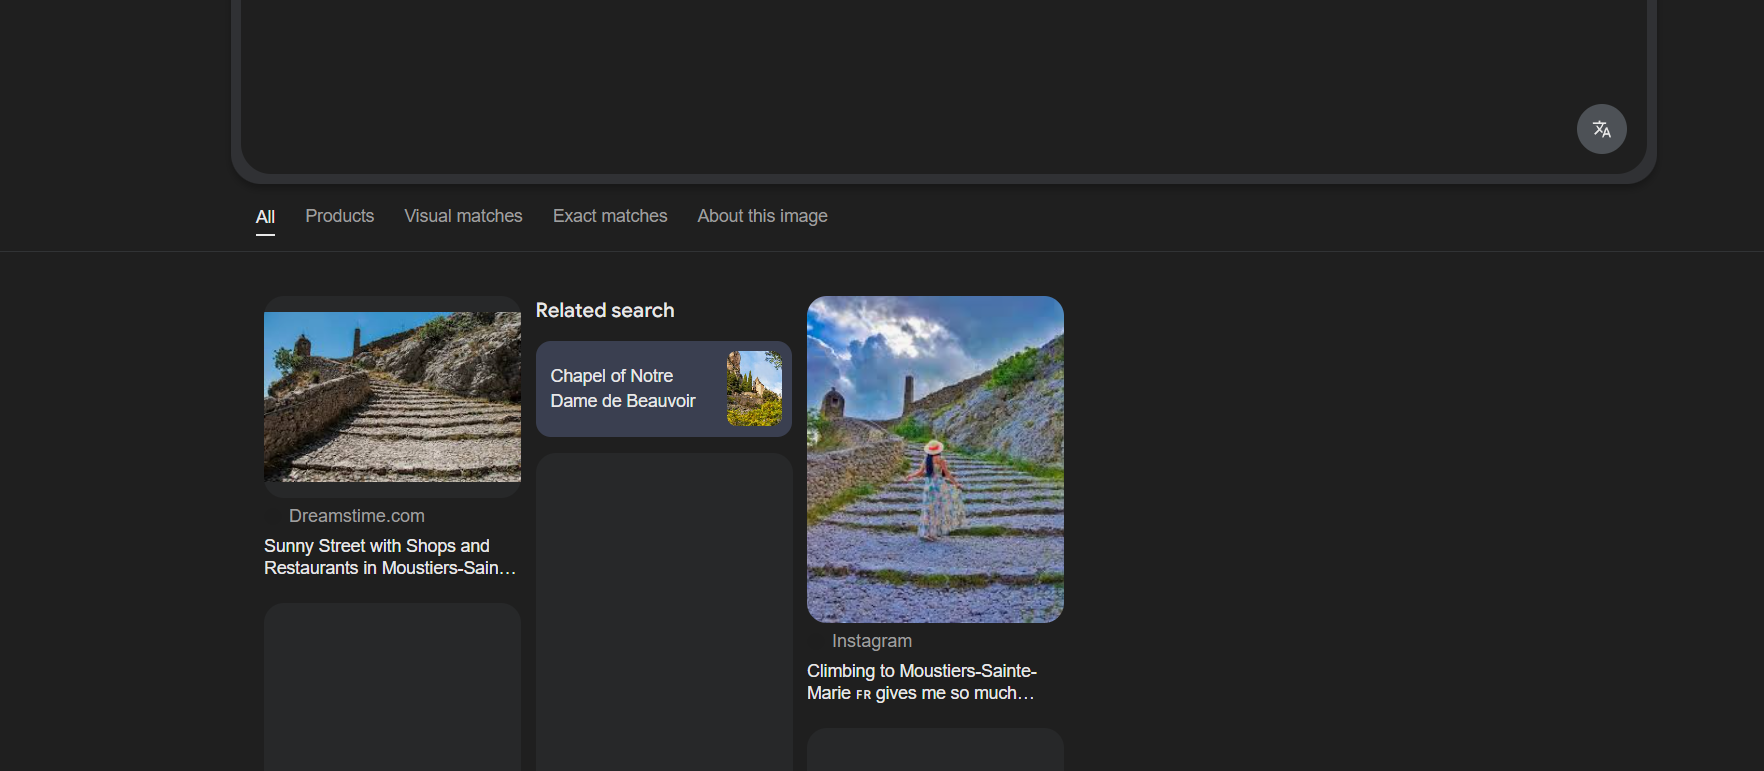 All
Products
Visual matches
Exact matches
About this image
Dreamstime.com
Sunny Street with Shops and
Restaurants in Moustiers-Sain…
Related search
Chapel of Notre
Dame de Beauvoir
Instagram
Climbing to Moustiers-Sainte-
Marie FR gives me so much…